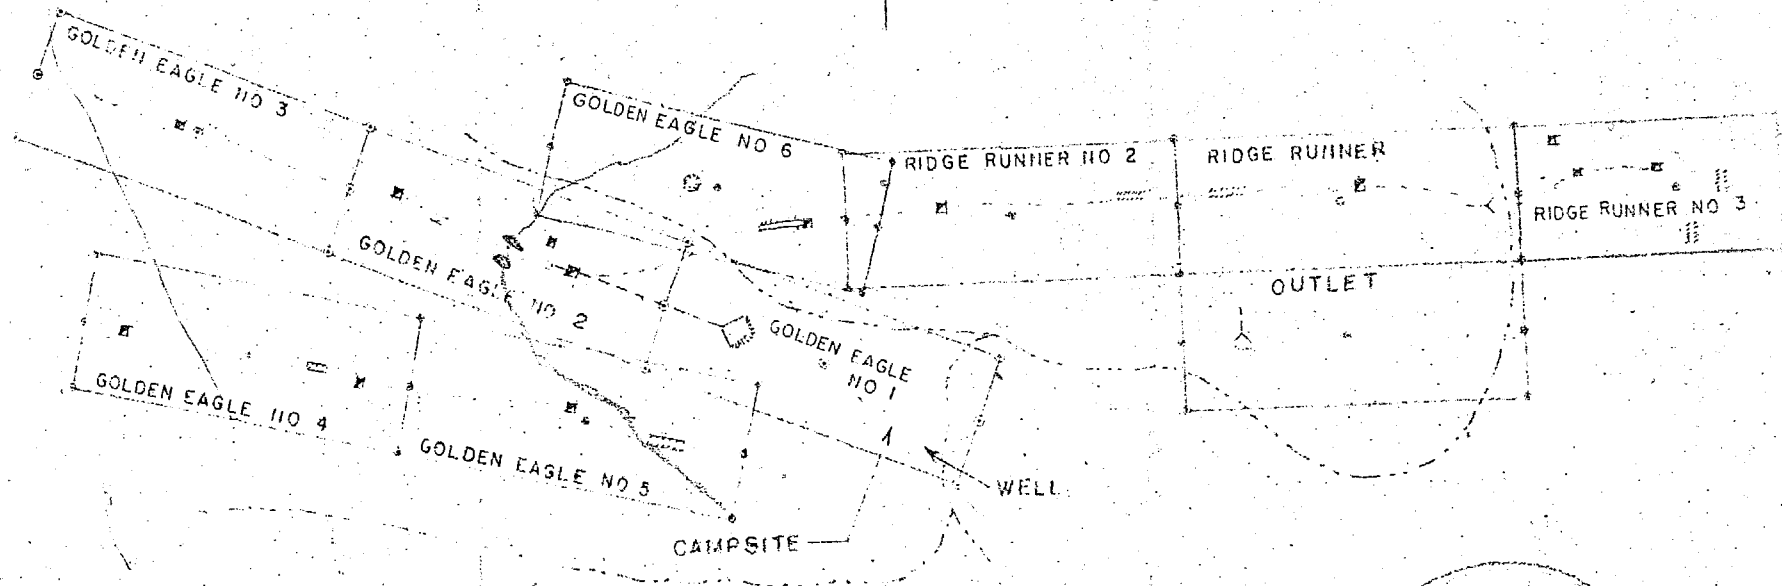 GOLDEN EAGLE NO 3
GOLDEN EAGLE NO 6
RIDGE RUNNER NO 2
RIDGE RUNNER
RIDGE RUNNER NO 3
GOLDEN EAGLE NO 2
OUTLET
GOLDEN EAGLE
NO 1
GOLDEN EAGLE NO 4
GOLDEN EAGLE NO 5
WELL
CAMPSITE